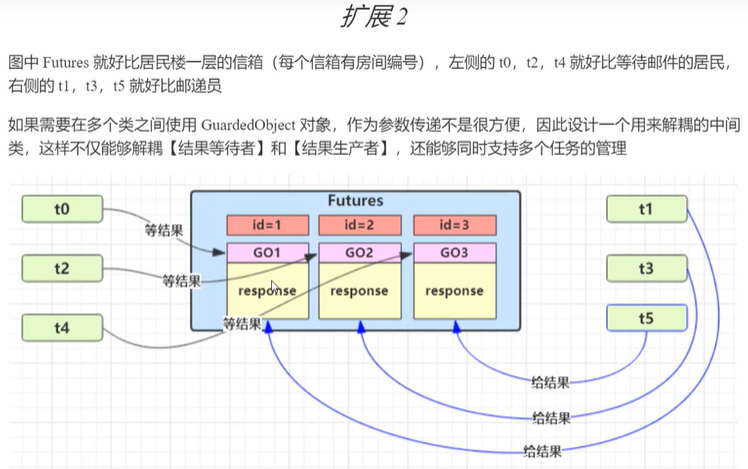 扩展 2
图中 Futures 就好比居民楼一层的信箱（每个信箱有房间编号），左侧的 t0，t2，t4 就好比等待邮件的居民，
右侧的 t1，t3，t5 就好比邮递员
如果需要在多个类之间使用 GuardedObject 对象，作为参数传递不是很方便，因此设计一个用来解耦的中间
类，这样不仅能够解耦【结果等待者】和【结果生产者】，还能够同时支持多个任务的管理
Futures
t0
id=1
id=2
id=3
t1
等结果
GO1
GO2
GO3
t2
t3
等结果
response
response
response
t4
等结果
t5
给结果
给结果
给结果